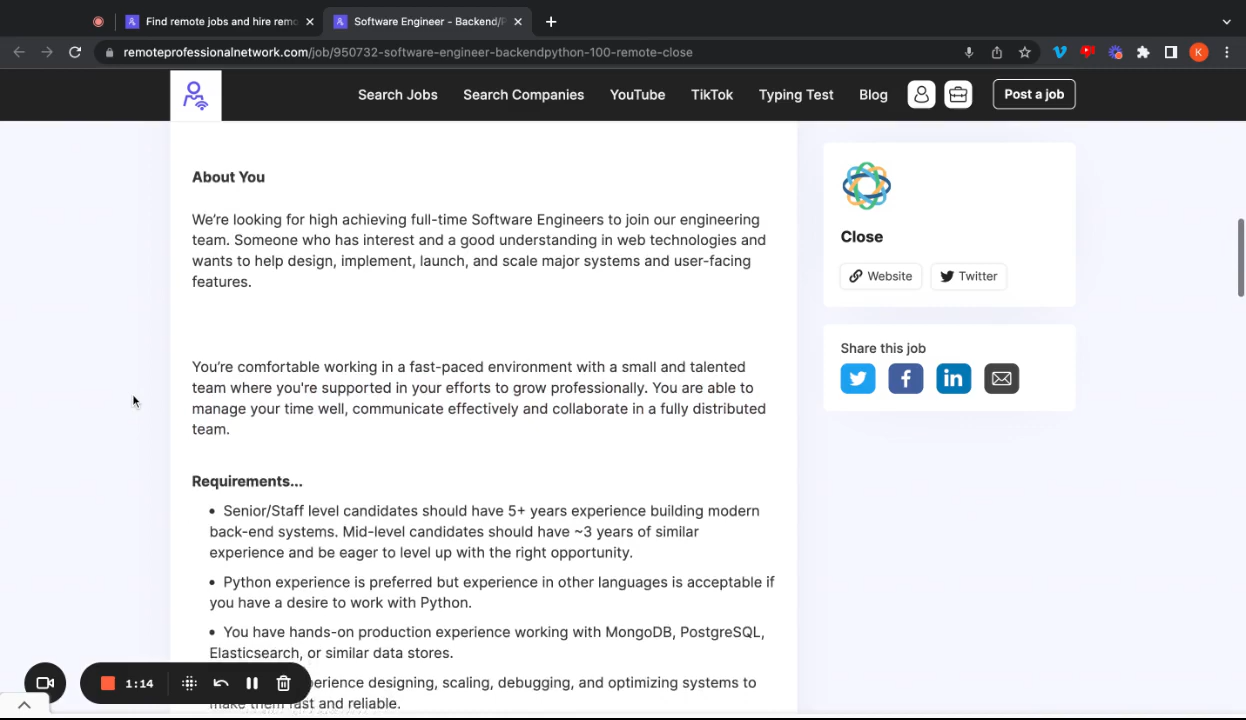 Find remote jobs and hire remo
Software Engineer - Backend/P
remoteprofessionalnetwork.com/job/950732-software-engineer-backendpython-100-remote-close
K
Search Jobs
Search Companies
YouTube
TikTok
Typing Test
Blog
Post a job
About You
We're looking for high achieving full-time Software Engineers to join our engineering
team. Someone who has interest and a good understanding in web technologies and
wants to help design, implement, launch, and scale major systems and user-facing
features.
You're comfortable working in a fast-paced environment with a small and talented
team where you're supported in your efforts to grow professionally. You are able to
manage your time well, communicate effectively and collaborate in a fully distributed
team.
Requirements...
• Senior/Staff level candidates should have 5+ years experience building modern
back-end systems. Mid-level candidates should have ~3 years of similar
experience and be eager to level up with the right opportunity.
• Python experience is preferred but experience in other languages is acceptable if
you have a desire to work with Python.
• You have hands-on production experience working with MongoDB, PostgreSQL,
Elasticsearch, or similar data stores.
erience designing, scaling, debugging, and optimizing systems to
make them fast and reliable.
Close
Website
Twitter
Share this job
1:14